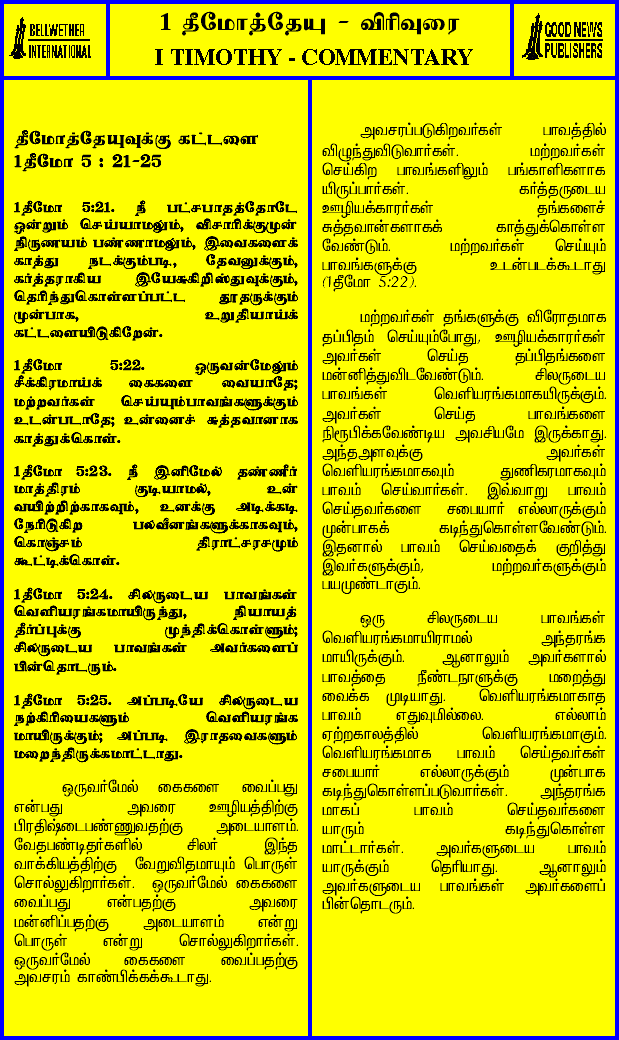 BELLWETHER
INTERNATIONAL
1 தீமோத்தேயு - விரிவுரை
I TIMOTHY - COMMENTARY
GOOD NEWS
PUBLISHERS
தீமோத்தேயுவுக்கு கட்டளை
1தீமோ 5 : 21-25
1தீமோ 5:21. நீ பட்சபாதத்தோடே
ஒன்றும் செய்யாமலும், விசாரிக்குமுன்
நிருணயம் பண்ணாமலும், இவைகளைக்
காத்து நடக்கும்படி, தேவனுக்கும்,
கர்த்தராகிய இயேசுகிறிஸ்துவுக்கும்,
தெரிந்துகொள்ளப்பட்ட தூதருக்கும்
முன்பாக, உறுதியாய்க்
கட்டளையிடுகிறேன்.
1தீமோ 5:22. ஒருவன்மேலும்
சீக்கிரமாய்க் கைகளை வையாதே;
மற்றவர்கள் செய்யும்பாவங்களுக்கும்
உடன்படாதே; உன்னைச் சுத்தவானாக
காத்துக்கொள்.
1தீமோ 5:23. நீ இனிமேல் தண்ணீர்
மாத்திரம் குடியாமல், உன்
வயிற்றிற்காகவும், உனக்கு அடிக்கடி
நேரிடுகிற பலவீனங்களுக்காகவும்,
கொஞ்சம் திராட்சரசமும்
கூட்டிக்கொள்.
1தீமோ 5:24. சிலருடைய பாவங்கள்
வெளியரங்கமாயிருந்து, நியாயத்
தீர்ப்புக்கு முந்திக்கொள்ளும்;
சிலருடைய பாவங்கள் அவர்களைப்
பின்தொடரும்.
1தீமோ 5:25. அப்படியே சிலருடைய
நற்கிரியைகளும் வெளியரங்க
மாயிருக்கும்; அப்படி இராதவைகளும்
மறைந்திருக்கமாட்டாது.
ஒருவர்மேல் கைகளை வைப்பது
என்பது அவரை ஊழியத்திற்கு
பிரதிஷ்டைபண்ணுவதற்கு அடையாளம்.
வேதபண்டிதர்களில் சிலர் இந்த
வாக்கியத்திற்கு வேறுவிதமாயும் பொருள்
சொல்லுகிறார்கள். ஒருவர்மேல் கைகளை
வைப்பது என்பதற்கு அவரை
மன்னிப்பதற்கு அடையாளம் என்று
பொருள் என்று சொல்லுகிறார்கள்.
ஒருவர்மேல் கைகளை வைப்பதற்கு
அவசரம் காண்பிக்கக்கூடாது.
அவசரப்படுகிறவர்கள் பாவத்தில்
விழுந்துவிடுவார்கள். மற்றவர்கள்
செய்கிற பாவங்களிலும் பங்காளிகளாக
யிருப்பார்கள். கர்த்தருடைய
ஊழியக்காரர்கள் தங்களைச்
சுத்தவான்களாகக் காத்துக்கொள்ள
வேண்டும். மற்றவர்கள் செய்யும்
பாவங்களுக்கு உடன்படக்கூடாது
(1தீமோ 5:22).
மற்றவர்கள் தங்களுக்கு விரோதமாக
தப்பிதம் செய்யும்போது, ஊழியக்காரர்கள்
அவர்கள் செய்த தப்பிதங்களை
மன்னித்துவிடவேண்டும். சிலருடைய
பாவங்கள் வெளியரங்கமாகயிருக்கும்.
அவர்கள் செய்த பாவங்களை
நிரூபிக்கவேண்டிய அவசியமே இருக்காது.
அந்தஅளவுக்கு அவர்கள்
வெளியரங்கமாகவும் துணிகரமாகவும்
பாவம் செய்வார்கள். இவ்வாறு பாவம்
செய்தவர்களை சபையார் எல்லாருக்கும்
முன்பாகக் கடிந்துகொள்ளவேண்டும்.
இதனால் பாவம் செய்வதைக் குறித்து
இவர்களுக்கும், மற்றவர்களுக்கும்
பயமுண்டாகும்.
ஒரு சிலருடைய பாவங்கள்
வெளியரங்கமாயிராமல் அந்தரங்க
மாயிருக்கும். ஆனாலும் அவர்களால்
பாவத்தை நீண்டநாளுக்கு மறைத்து
வைக்க முடியாது. வெளியரங்கமாகாத
பாவம் எதுவுமில்லை. எல்லாம்
ஏற்றகாலத்தில் வெளியரங்கமாகும்.
வெளியரங்கமாக பாவம் செய்தவர்கள்
சபையார் எல்லாருக்கும் முன்பாக
கடிந்துகொள்ளப்படுவார்கள். அந்தரங்க
மாகப் பாவம் செய்தவர்களை
யாரும் கடிந்துகொள்ள
மாட்டார்கள். அவர்களுடைய பாவம்
யாருக்கும் தெரியாது. ஆனாலும்
அவர்களுடைய பாவங்கள் அவர்களைப்
பின்தொடரும்.